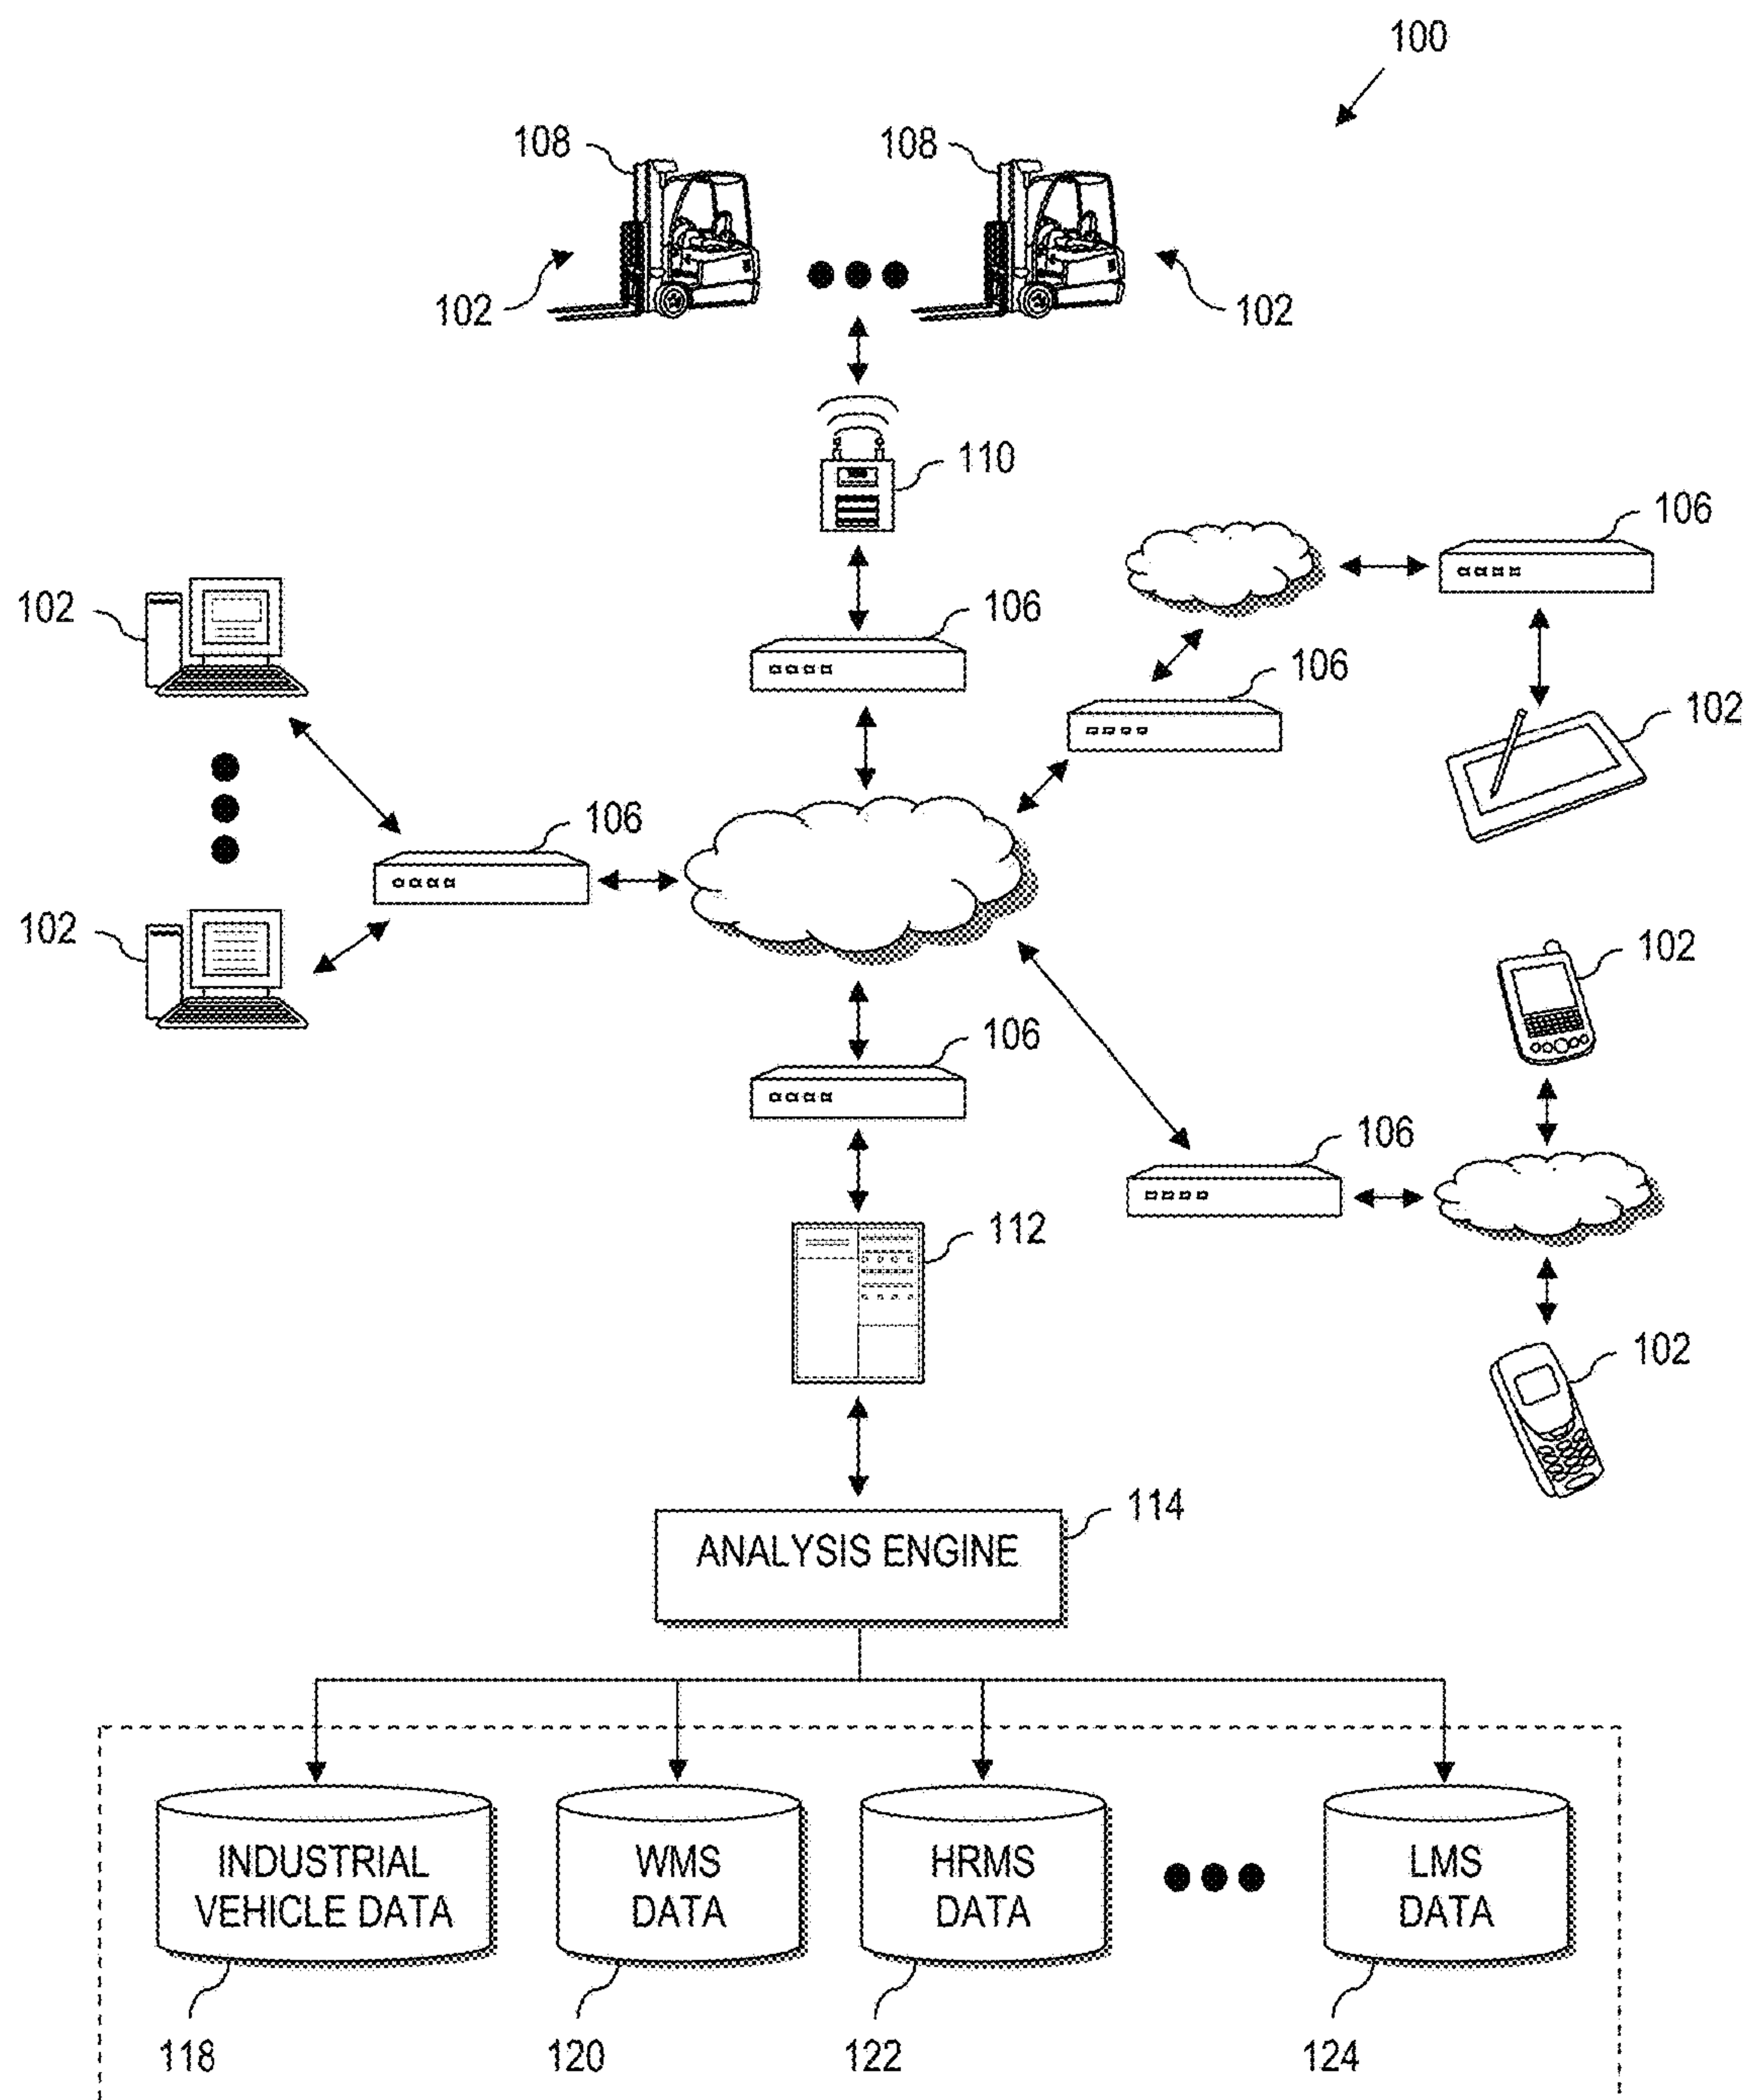 100
108
108
102
102
110
106
106
102
106
102
106
102
102
106
106
102
112
102
114
ANALYSIS ENGINE
INDUSTRIAL
VEHICLE DATA
WMS
DATA
HRMS
DATA
LMS
DATA
118
120
122
124